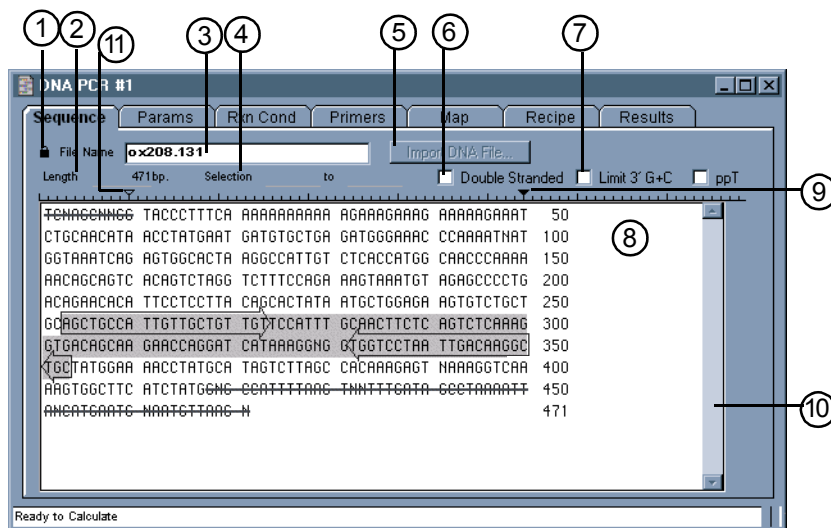 1 2 11 3 4 5 6 7
DNA PCR #1
Sequence Params Rxn Cond Primers Map Recipe Results
File Name ox208.131 Import DNA File...
Length 471bp. Selection to Double Stranded Limit 3´ G+C ppT 9
TCNAGCNNGG TACCCTTTCA AAAAAAAAAA AGAAAGAAAG AAAAAGAAAT 50
CTGCAACATA ACCTATGAAT GATGTGCTGA GATGGGAAAC CCAAAATNAT 100 8
GGTAAATCAG AGTGGCACTA AGGCCATTGT CTCACCATGG CAACCCAAAA 150
AACAGCAGTC ACAGTCTAGG TCTTTCCAGA AAGTAAATGT AGAGCCCCTG 200
ACAGAACACA TTCCTCCTTA CAGCACTATA ATGCTGGAGA AGTGTCTGCT 250
GCAGCTGCCA TTGTTGCTGT TGTTCCATTT GCAACTTCTC AGTCTCAAAG 300
GTGACAGCAA GAACCAGGAT CATAAAGGNG GTGGTCCTAA TTGACAAGGC 350
TGCTATGGAA AACCTATGCA TAGTCTTAGC CACAAAGAGT NAAAGGTCAA 400
AAGTGGCTTC ATCTATGGNG CCATTTTAAG TNNTTTGATA GCCTAAAATT 450 10
ANCATGAATG NAATGTTAAG N 471
Ready to Calculate